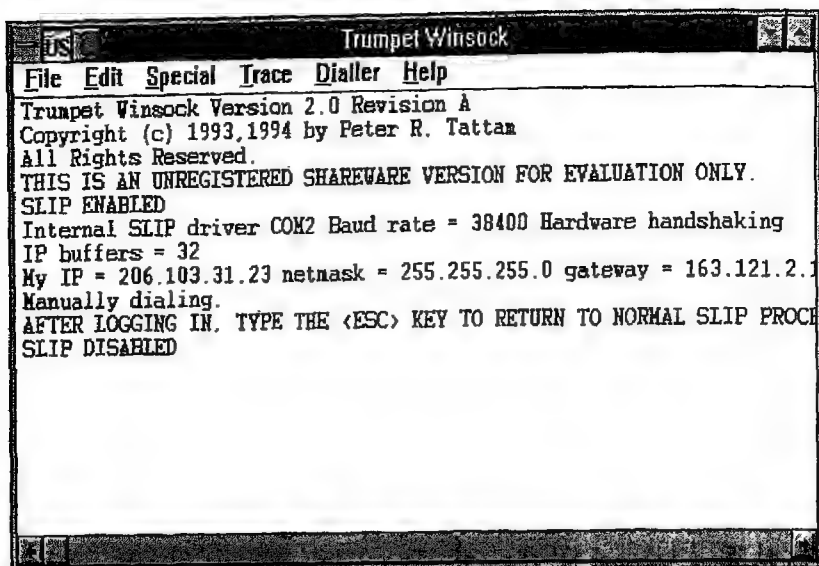 US
Trumpet Winsock
File Edit Special Trace Dialler Help
Trumpet Winsock Version 2.0 Revision A
Copyright (c) 1993,1994 by Peter R. Tattam
All Rights Reserved.
THIS IS AN UNREGISTERED SHAREWARE VERSION FOR EVALUATION ONLY.
SLIP ENABLED
Internal SLIP driver COM2 Baud rate = 38400 Hardware handshaking
IP buffers = 32
My IP = 206.103.31.23 netmask = 255.255.255.0 gateway = 163.121.2.1
Manually dialing.
AFTER LOGGING IN, TYPE THE <ESC> KEY TO RETURN TO NORMAL SLIP PROCE
SLIP DISABLED